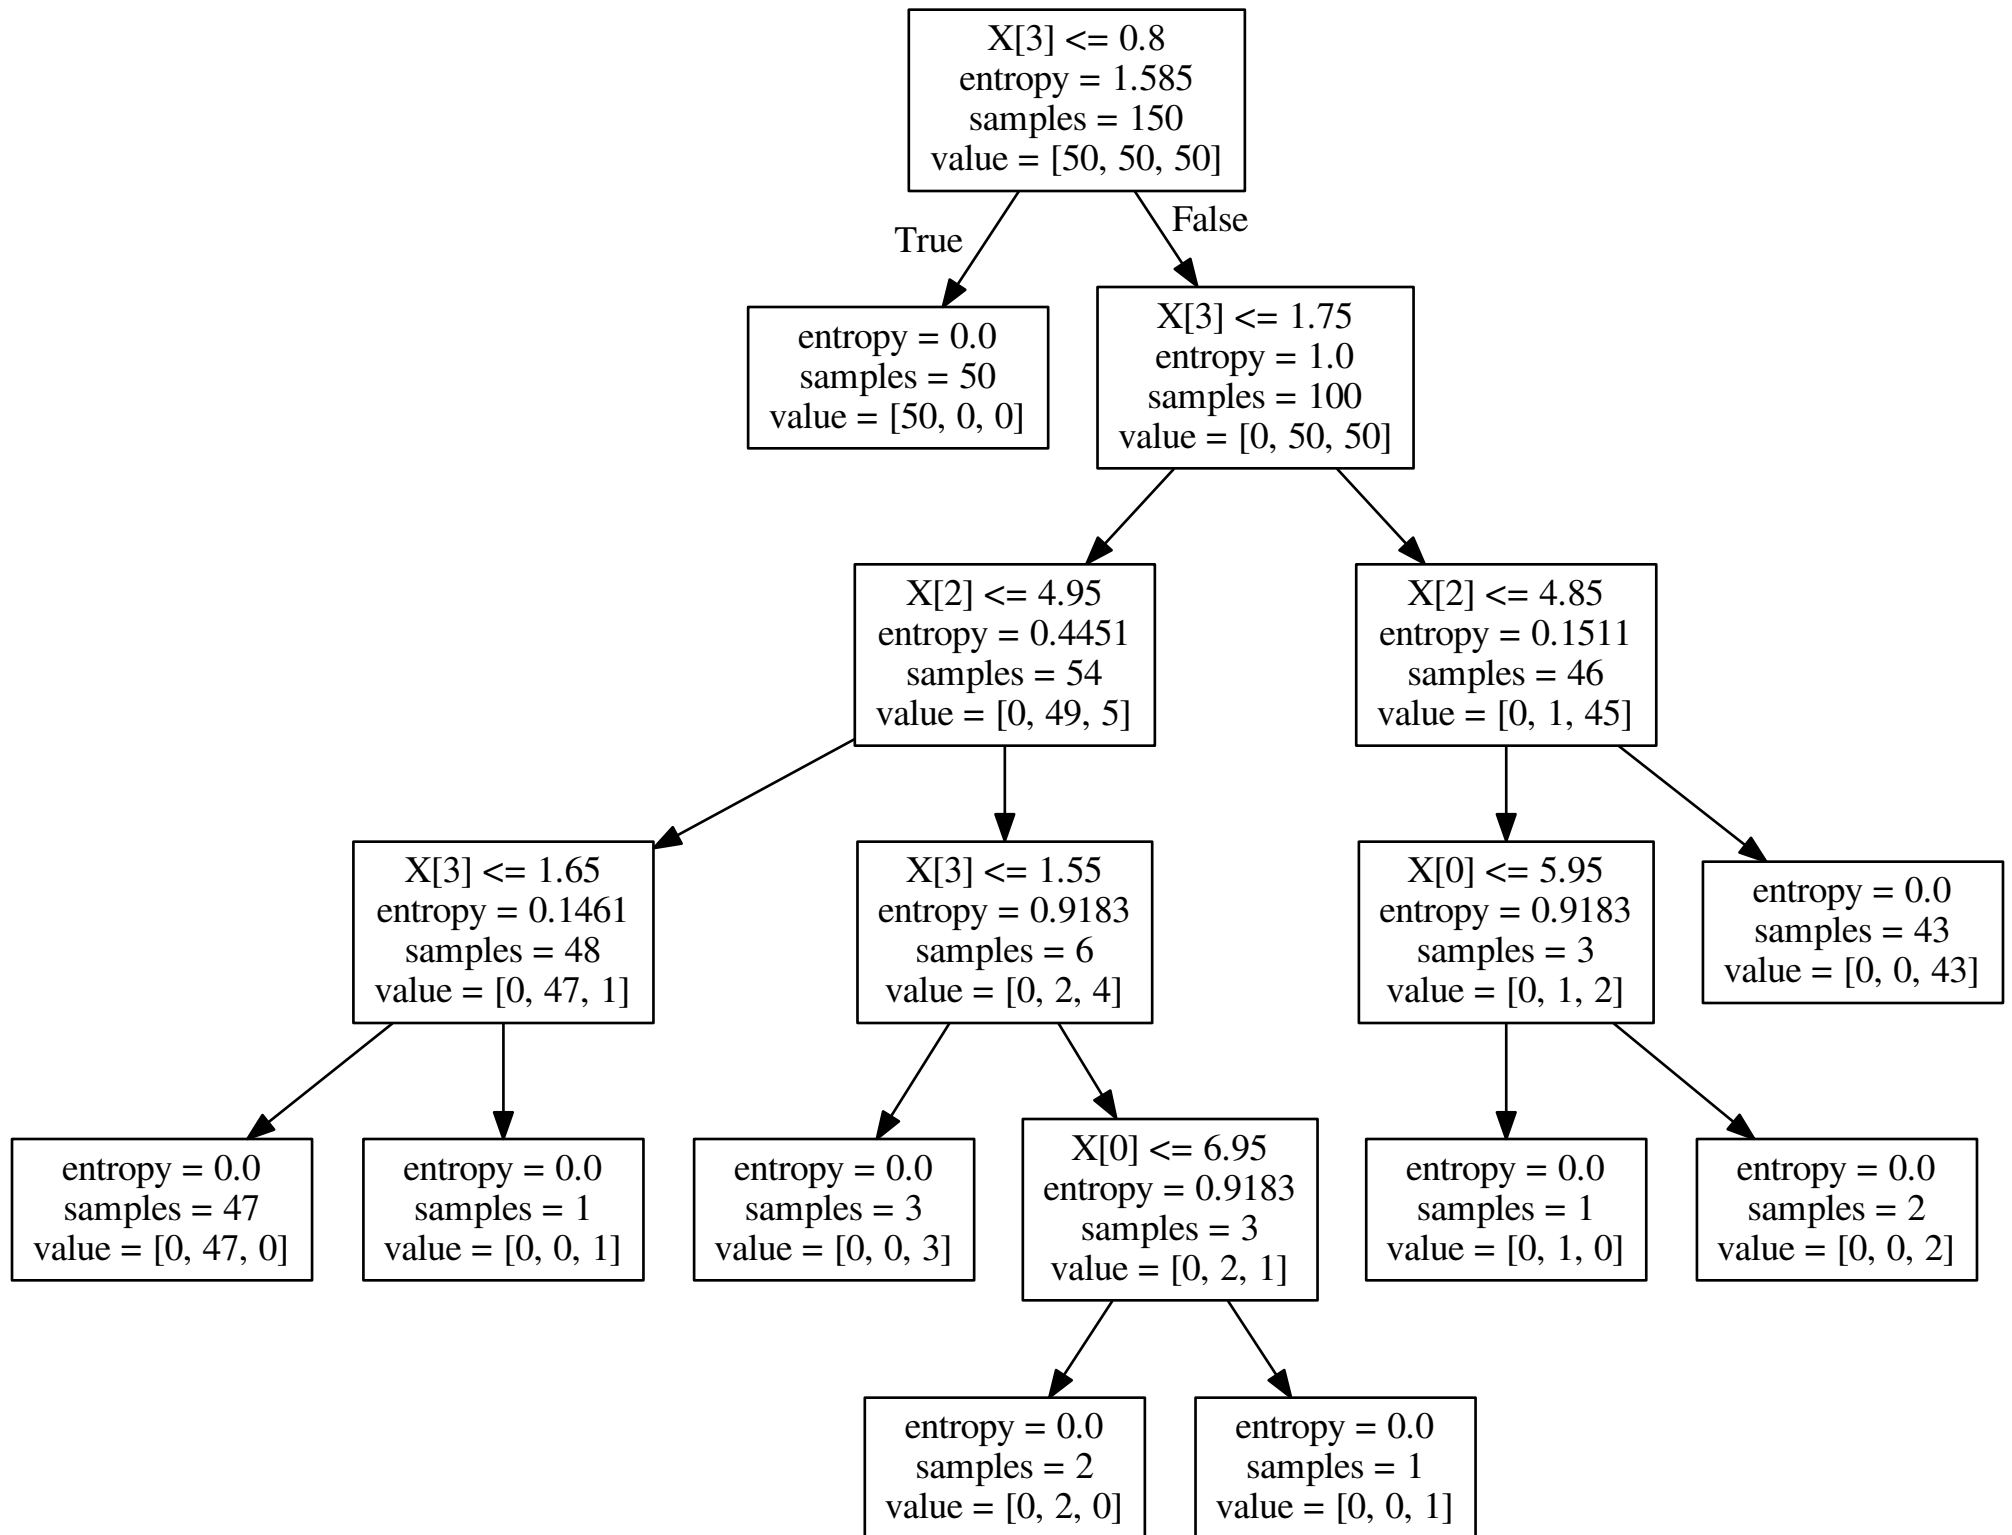 X[3] <= 0.8
entropy = 1.585
samples = 150
value = [50, 50, 50]
True
False
entropy = 0.0
samples = 50
value = [50, 0, 0]
X[3] <= 1.75
entropy = 1.0
samples = 100
value = [0, 50, 50]
X[2] <= 4.95
entropy = 0.4451
samples = 54
value = [0, 49, 5]
X[2] <= 4.85
entropy = 0.1511
samples = 46
value = [0, 1, 45]
X[3] <= 1.65
entropy = 0.1461
samples = 48
value = [0, 47, 1]
X[3] <= 1.55
entropy = 0.9183
samples = 6
value = [0, 2, 4]
X[0] <= 5.95
entropy = 0.9183
samples = 3
value = [0, 1, 2]
entropy = 0.0
samples = 43
value = [0, 0, 43]
entropy = 0.0
samples = 47
value = [0, 47, 0]
entropy = 0.0
samples = 1
value = [0, 0, 1]
entropy = 0.0
samples = 3
value = [0, 0, 3]
X[0] <= 6.95
entropy = 0.9183
samples = 3
value = [0, 2, 1]
entropy = 0.0
samples = 1
value = [0, 1, 0]
entropy = 0.0
samples = 2
value = [0, 0, 2]
entropy = 0.0
samples = 2
value = [0, 2, 0]
entropy = 0.0
samples = 1
value = [0, 0, 1]